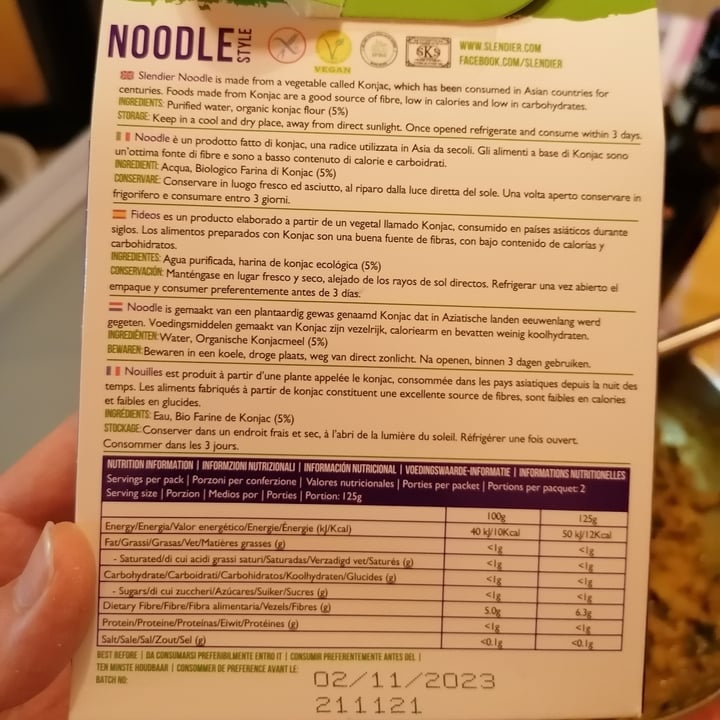 NOODLE STYLE
VEGAN
SKS
WWW.SLENDIER.COM
FACEBOOK.COM/SLENDIER
Slendier Noodle is made from a vegetable called Konjac, which has been consumed in Asian countries for
centuries. Foods made from Konjac are a good source of fibre, low in calories and low in carbohydrates.
INGREDIENTS: Purified water, organic konjac flour (5%)
STORAGE: Keep in a cool and dry place, away from direct sunlight. Once opened refrigerate and consume within 3 days.
Noodle è un prodotto fatto di konjac, una radice utilizzata in Asia da secoli. Gli alimenti a base di Konjac sono
un'ottima fonte di fibre e sono a basso contenuto di calorie e carboidrati.
INGREDIENTI: Acqua, Biologico Farina di Konjac (5%)
CONSERVARE: Conservare in luogo fresco ed asciutto, al riparo dalla luce diretta del sole. Una volta aperto conservare in
frigorifero e consumare entro 3 giorni.
Fideos es un producto elaborado a partir de un vegetal llamado Konjac, consumido en países asiáticos durante
siglos. Los alimentos preparados con Konjac son una buena fuente de fibras, con bajo contenido de calorías y
carbohidratos.
INGREDIENTES: Agua purificada, harina de konjac ecológica (5%)
CONSERVACIÓN: Manténgase en lugar fresco y seco, alejado de los rayos de sol directos. Refrigerar una vez abierto el
empaque y consumer preferentemente antes de 3 días.
Noodle is gemaakt van een plantaardig gewas genaamd Konjac dat in Aziatische landen eeuwenlang werd
gegeten. Voedingsmiddelen gemaakt van Konjac zijn vezelrijk, caloriearm en bevatten weinig koolhydraten.
INGREDIËNTEN: Water, Organische Konjacmeel (5%)
BEWAREN: Bewaren in een koele, droge plaats, weg van direct zonlicht. Na openen, binnen 3 dagen gebruiken.
Nouilles est produit à partir d'une plante appelée le konjac, consommée dans les pays asiatiques depuis la nuit des
temps. Les aliments fabriqués à partir de konjac constituent une excellente source de fibres, sont faibles en calories
et faibles en glucides.
INGRÉDIENTS: Eau, Bio Farine de Konjac (5%)
STOCKAGE: Conserver dans un endroit frais et sec, à l'abri de la lumière du soleil. Réfrigérer une fois ouvert.
Consommer dans les 3 jours.
NUTRITION INFORMATION | INFORMZIONI NUTRIZIONALI | INFORMACIÓN NUTRICIONAL | VOEDINGSWAARDE-INFORMATIE | INFORMATIONS NUTRITIONELLES
Servings per pack | Porzoni per conferzione | Valores nutricionales | Porties per packet | Portions per pacquet: 2
Serving size | Porzion | Medios por | Porties | Portion: 125g
100g 125g
Energy/Energia/Valor energético/Energie/Énergie (kJ/Kcal) 40 kJ/10Kcal 50 kJ/12Kcal
Fat/Grassi/Grasas/Vet/Matières grasses (g) <1g <1g
- Saturated/di cui acidi grassi saturi/Saturadas/Verzadigd vet/Saturés (g) <1g <1g
Carbohydrate/Carboidrati/Carbohidratos/Koolhydraten/Glucides (g) <1g <1g
- Sugars/di cui zuccheri/Azúcares/Suiker/Sucres (g) <1g <1g
Dietary Fibre/Fibre/Fibra alimentaria/Vezels/Fibres (g) 5.0g 6.3g
Protein/Proteine/Proteínas/Eiwit/Protéines (g) <1g <1g
Salt/Sale/Sal/Zout/Sel (g) <0.1g <0.1g
BEST BEFORE | DA CONSUMARSI PREFERIBILMENTE ENTRO IT | CONSUMIR PREFERENTEMENTE ANTES DEL |
TEN MINSTE HOUDBAAR | CONSOMMER DE PREFERENCE AVANT LE:
BATCH NO:
02/11/2023
211121